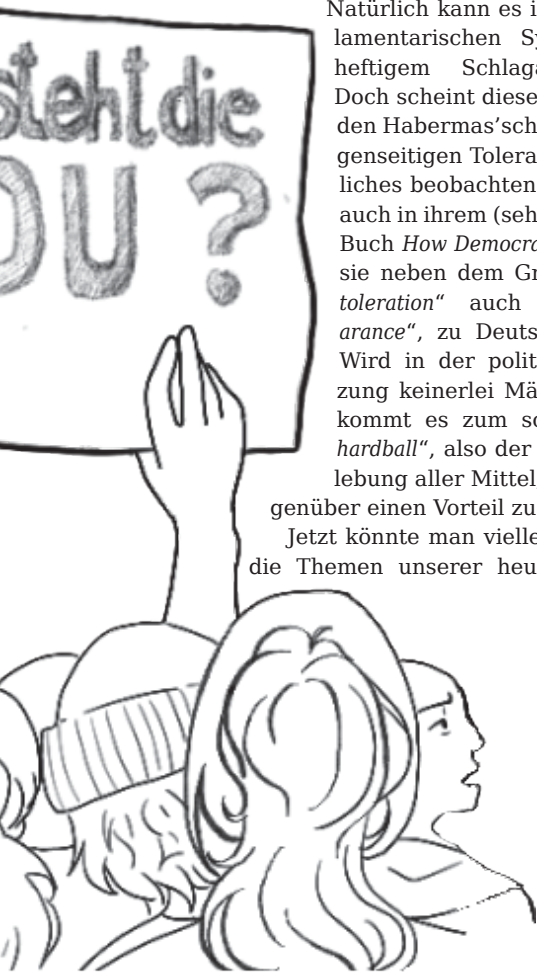 steht die
DU ?
Natürlich kann es i
lamentarischen Sy
heftigem Schlaga
Doch scheint diese
den Habermas’sch
genseitigen Tolera
liches beobachten
auch in ihrem (seh
Buch How Democra
sie neben dem Gr
toleration“ auch
arance“, zu Deuts
Wird in der polit
zung keinerlei Mä
kommt es zum so
hardball“, also der
lebung aller Mittel
genüber einen Vorteil zu
Jetzt könnte man vielle
die Themen unserer heu